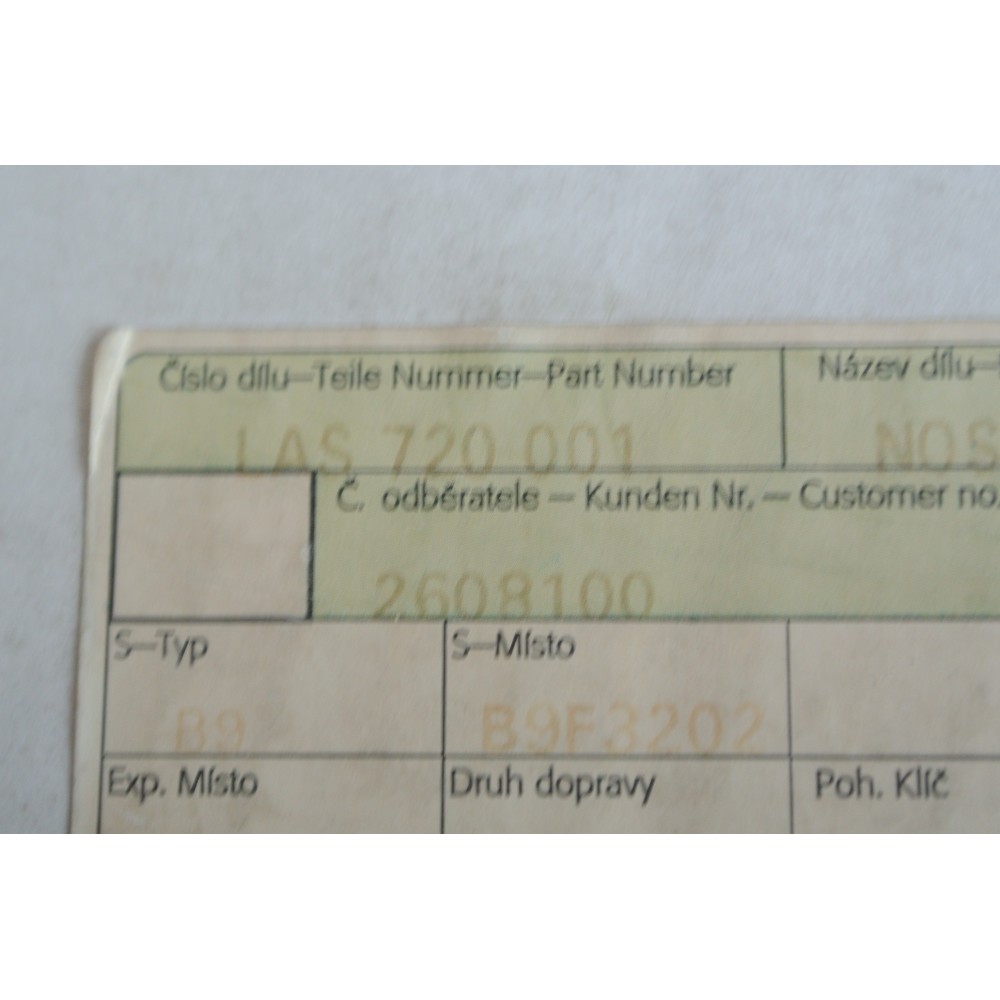 Číslo dílu–Teile Nummer–Part Number Název dílu–
LAS 720 001 NOS
Č. odběratele – Kunden Nr. – Customer no.
2608100
S–Typ S–Místo
B9 B9F3202
Exp. Místo Druh dopravy Poh. Klíč